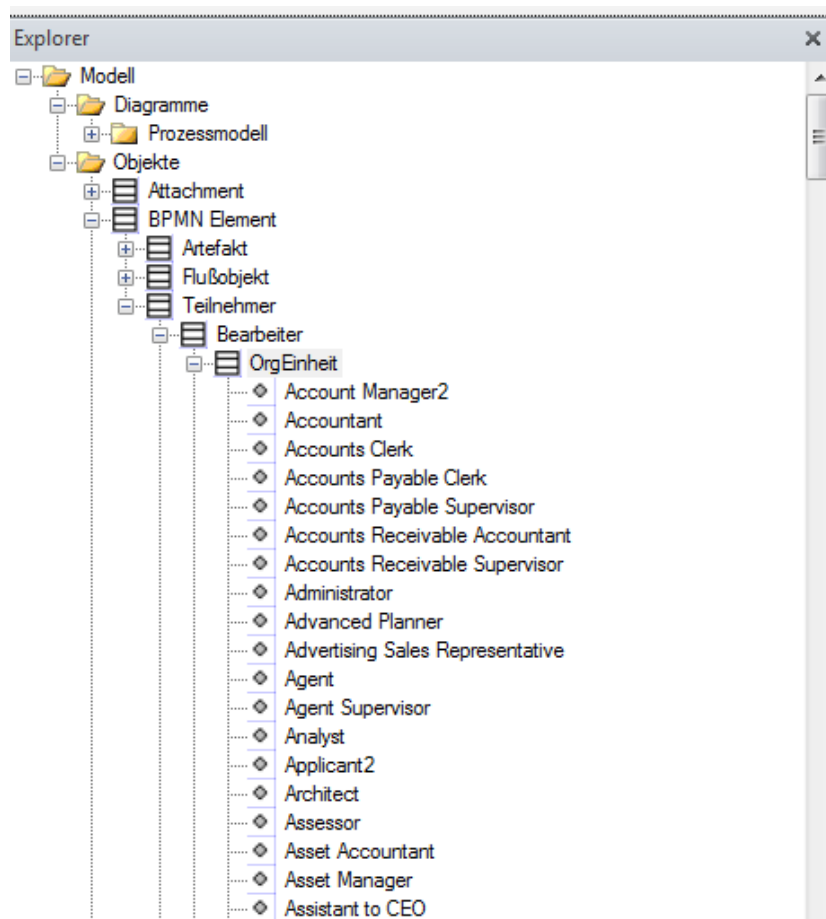 Explorer
Modell
Diagramme
Prozessmodell
Objekte
Attachment
BPMN Element
Artefakt
Flußobjekt
Teilnehmer
Bearbeiter
OrgEinheit
Account Manager2
Accountant
Accounts Clerk
Accounts Payable Clerk
Accounts Payable Supervisor
Accounts Receivable Accountant
Accounts Receivable Supervisor
Administrator
Advanced Planner
Advertising Sales Representative
Agent
Agent Supervisor
Analyst
Applicant2
Architect
Assessor
Asset Accountant
Asset Manager
Assistant to CEO